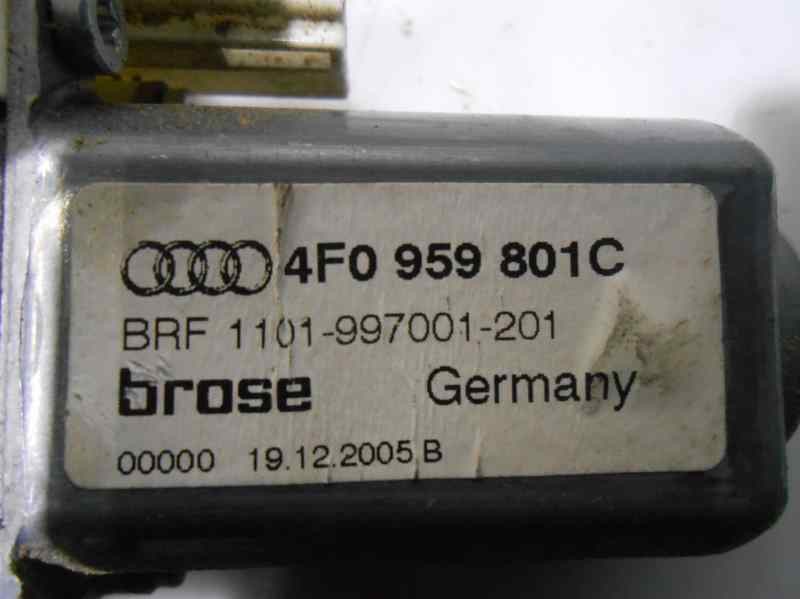 4F0 959 801C
BRF 1101-997001-201
brose Germany
00000 19.12.2005 B